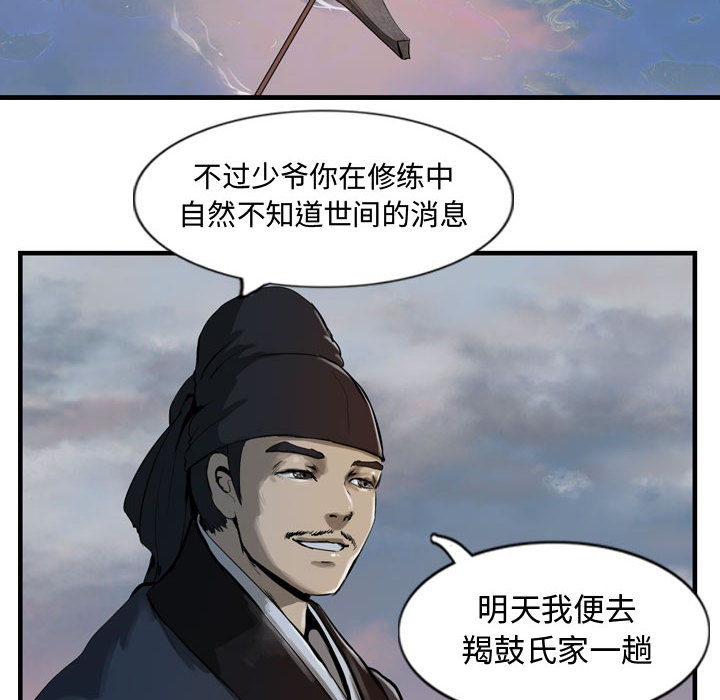 不过少爷你在修练中
自然不知道世间的消息
明天我便去
羯鼓氏家一趟